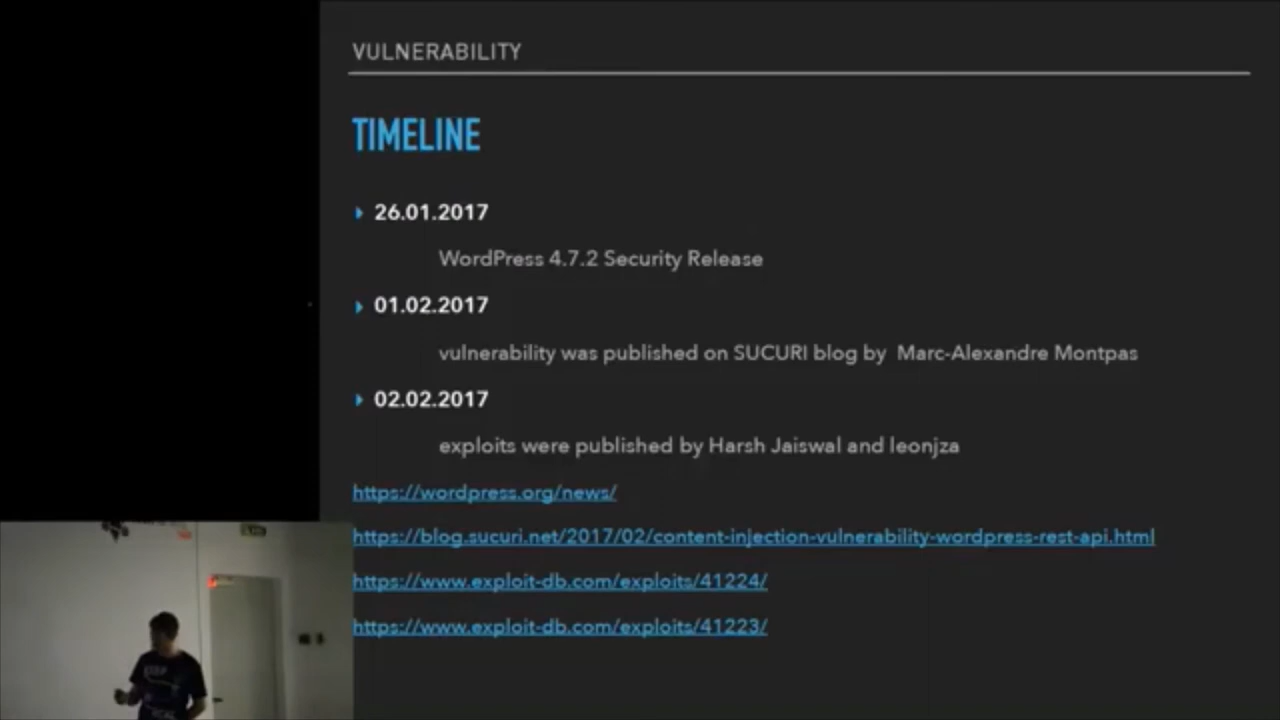 VULNERABILITY
TIMELINE
26.01.2017
WordPress 4.7.2 Security Release
01.02.2017
vulnerability was published on SUCURI blog by Marc-Alexandre Montpas
02.02.2017
exploits were published by Harsh Jaiswal and leonjza
https://wordpress.org/news/
https://blog.sucuri.net/2017/02/content-injection-vulnerability-wordpress-rest-api.html
https://www.exploit-db.com/exploits/41224/
https://www.exploit-db.com/exploits/41223/